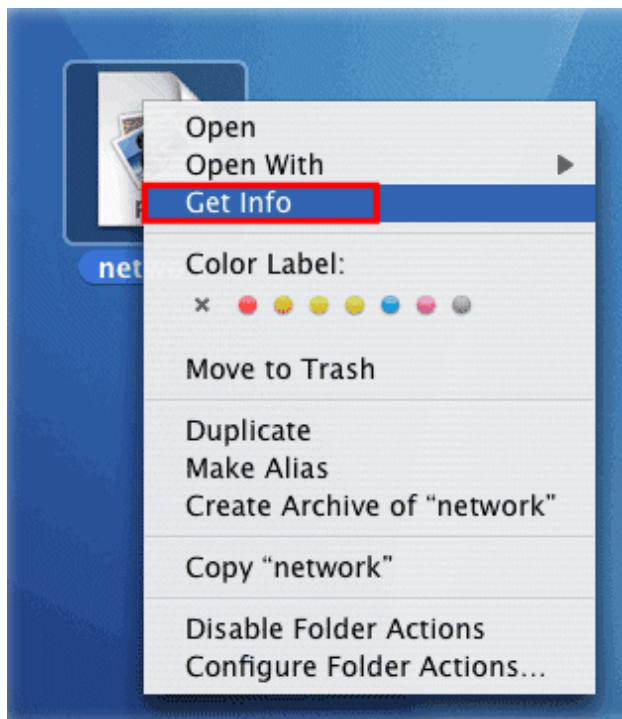 Open
Open With
Get Info
net
Color Label:
Move to Trash
Duplicate
Make Alias
Create Archive of “network”
Copy “network”
Disable Folder Actions
Configure Folder Actions...